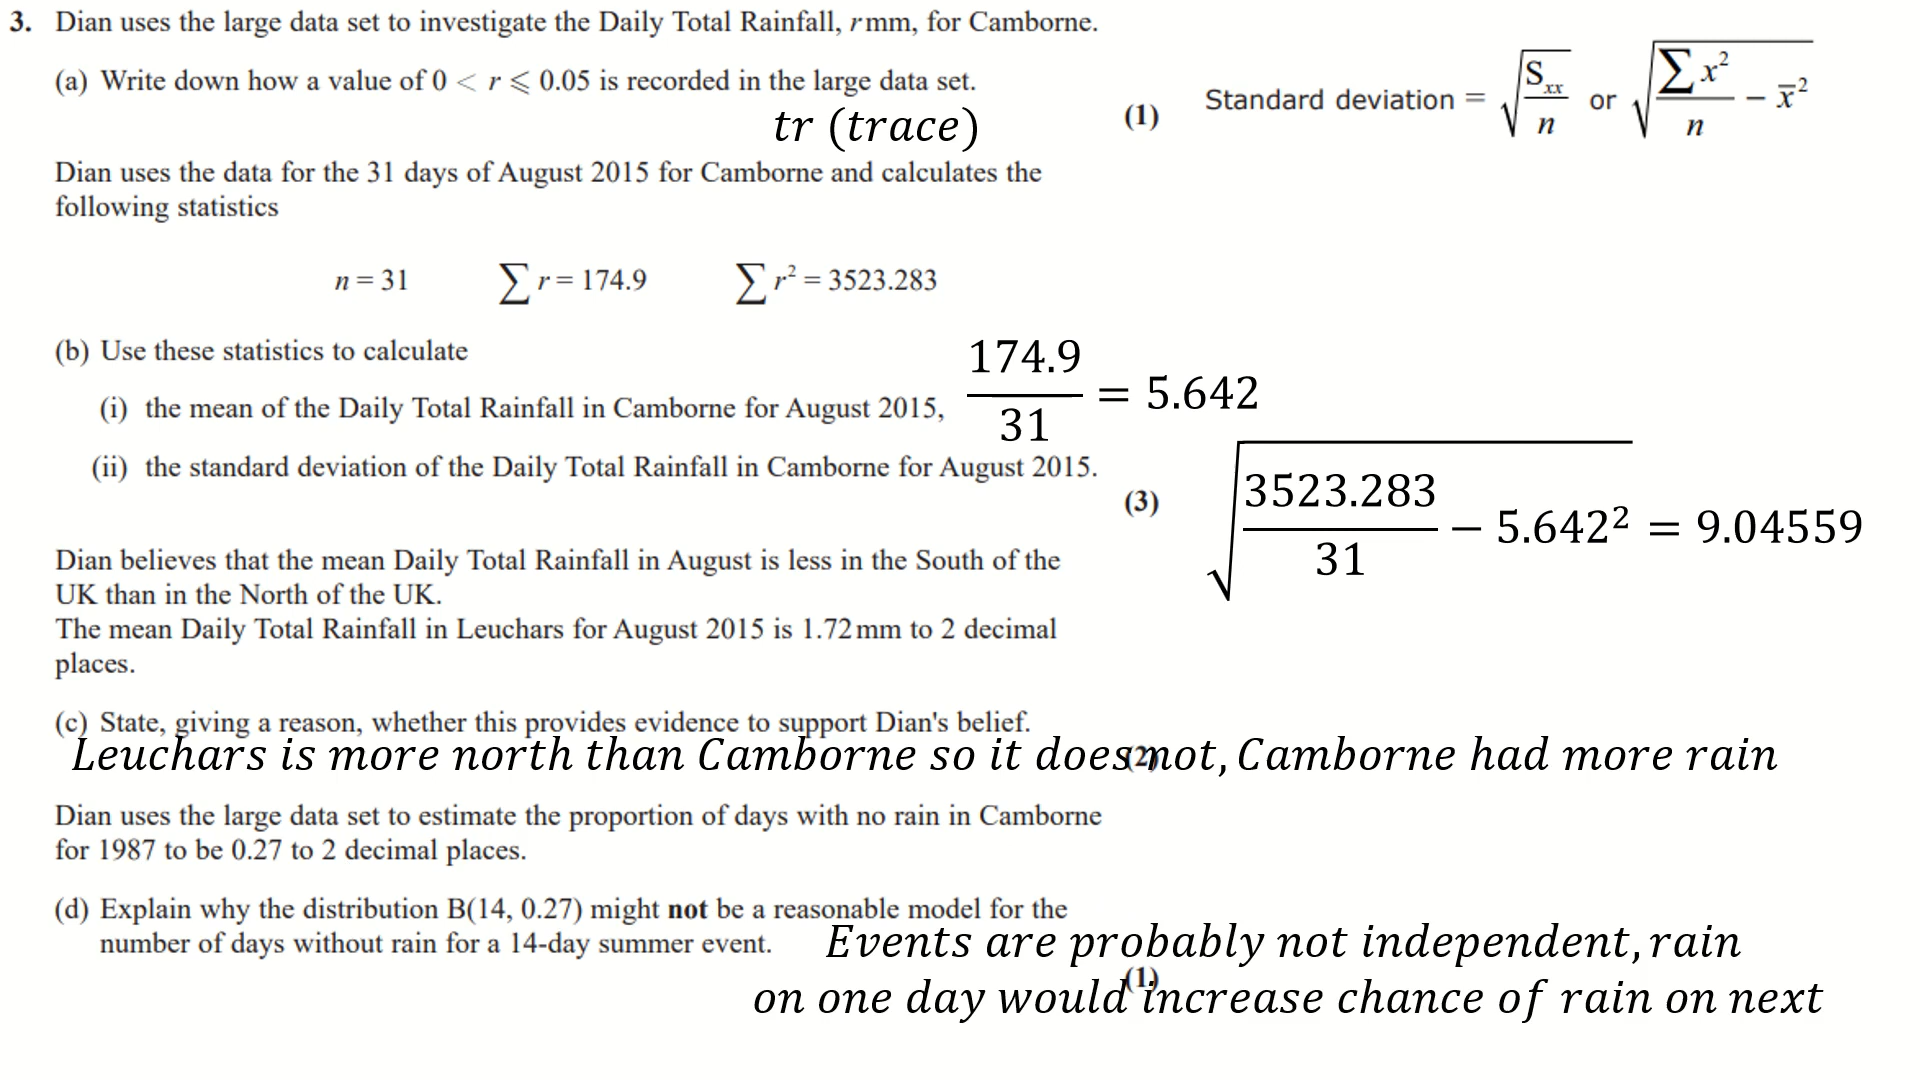 3. Dian uses the large data set to investigate the Daily Total Rainfall, r mm, for Camborne.
(a) Write down how a value of 0 < r ⩽ 0.05 is recorded in the large data set.
(1)
tr (trace)
Standard deviation = √(Sxx/n) or √(∑x²/n − x̄²)
Dian uses the data for the 31 days of August 2015 for Camborne and calculates the
following statistics
n = 31 ∑r = 174.9 ∑r² = 3523.283
(b) Use these statistics to calculate
(i) the mean of the Daily Total Rainfall in Camborne for August 2015,
174.9/31 = 5.642
(ii) the standard deviation of the Daily Total Rainfall in Camborne for August 2015.
(3)
√(3523.283/31 − 5.642²) = 9.04559
Dian believes that the mean Daily Total Rainfall in August is less in the South of the
UK than in the North of the UK.
The mean Daily Total Rainfall in Leuchars for August 2015 is 1.72 mm to 2 decimal
places.
(c) State, giving a reason, whether this provides evidence to support Dian's belief.
(2)
Leuchars is more north than Camborne so it does not, Camborne had more rain
Dian uses the large data set to estimate the proportion of days with no rain in Camborne
for 1987 to be 0.27 to 2 decimal places.
(d) Explain why the distribution B(14, 0.27) might not be a reasonable model for the
number of days without rain for a 14-day summer event.
(1)
Events are probably not independent, rain
on one day would increase chance of rain on next